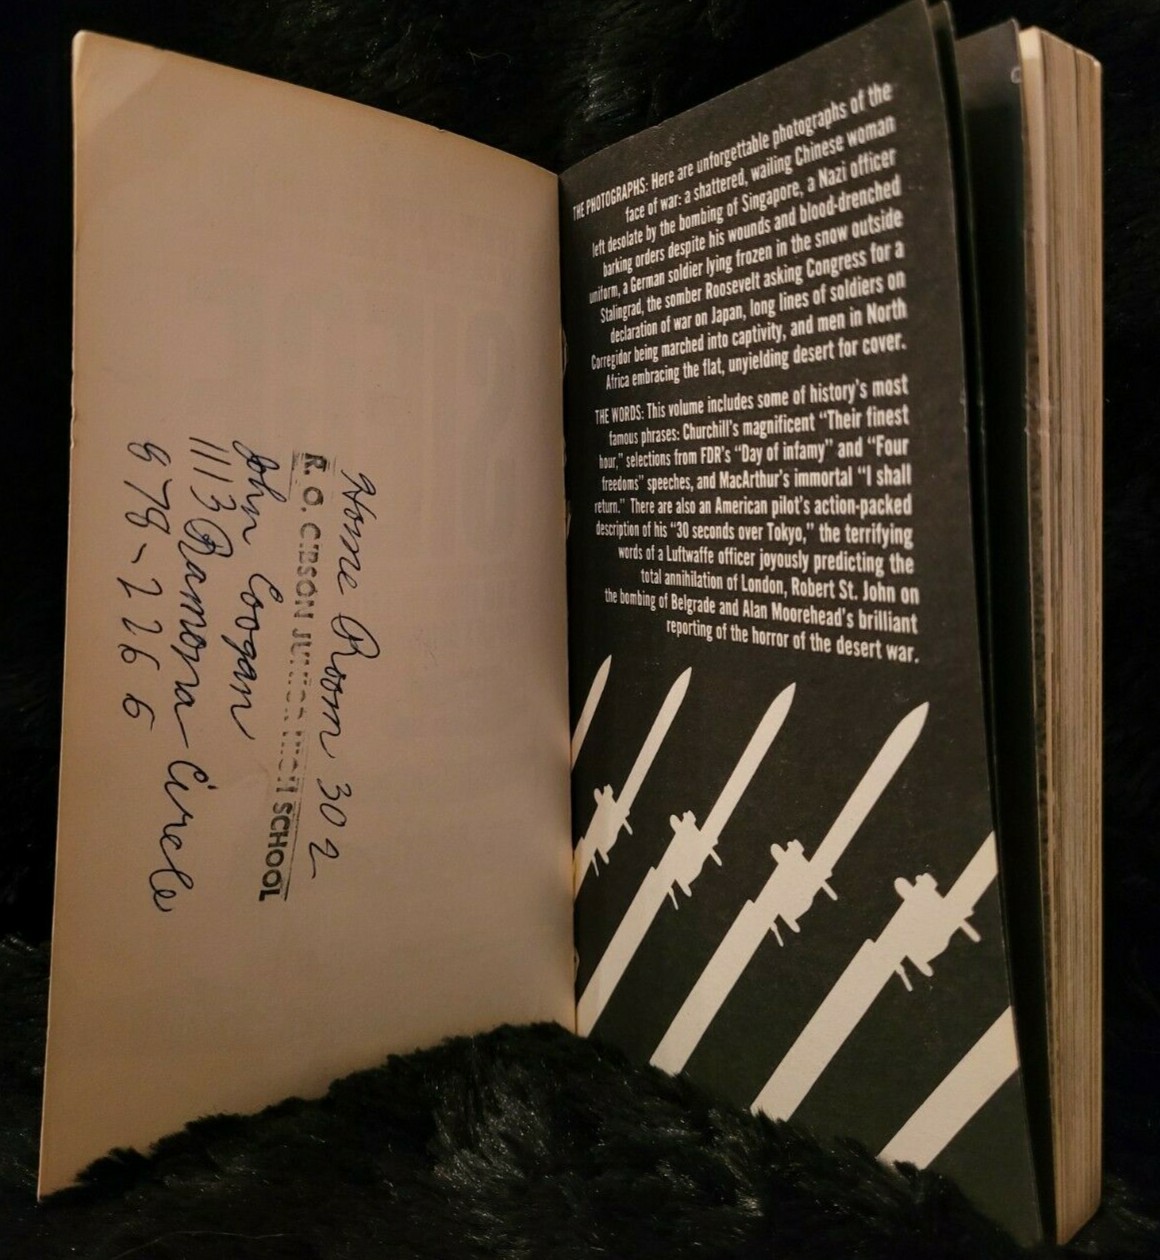 Home Room 302
R. O. GIBSON JUNIOR HIGH SCHOOL
John Coogan
1113 Ramona Circle
878-2266
THE PHOTOGRAPHS: Here are unforgettable photographs of the
face of war: a shattered, wailing Chinese woman
left desolate by the bombing of Singapore, a Nazi officer
barking orders despite his wounds and blood-drenched
uniform, a German soldier lying frozen in the snow outside
Stalingrad, the somber Roosevelt asking Congress for a
declaration of war on Japan, long lines of soldiers on
Corregidor being marched into captivity, and men in North
Africa embracing the flat, unyielding desert for cover.
THE WORDS: This volume includes some of history's most
famous phrases: Churchill's magnificent "Their finest
hour," selections from FDR's "Day of infamy" and "Four
freedoms" speeches, and MacArthur's immortal "I shall
return." There are also an American pilot's action-packed
description of his "30 seconds over Tokyo," the terrifying
words of a Luftwaffe officer joyously predicting the
total annihilation of London, Robert St. John on
the bombing of Belgrade and Alan Moorehead's brilliant
reporting of the horror of the desert war.